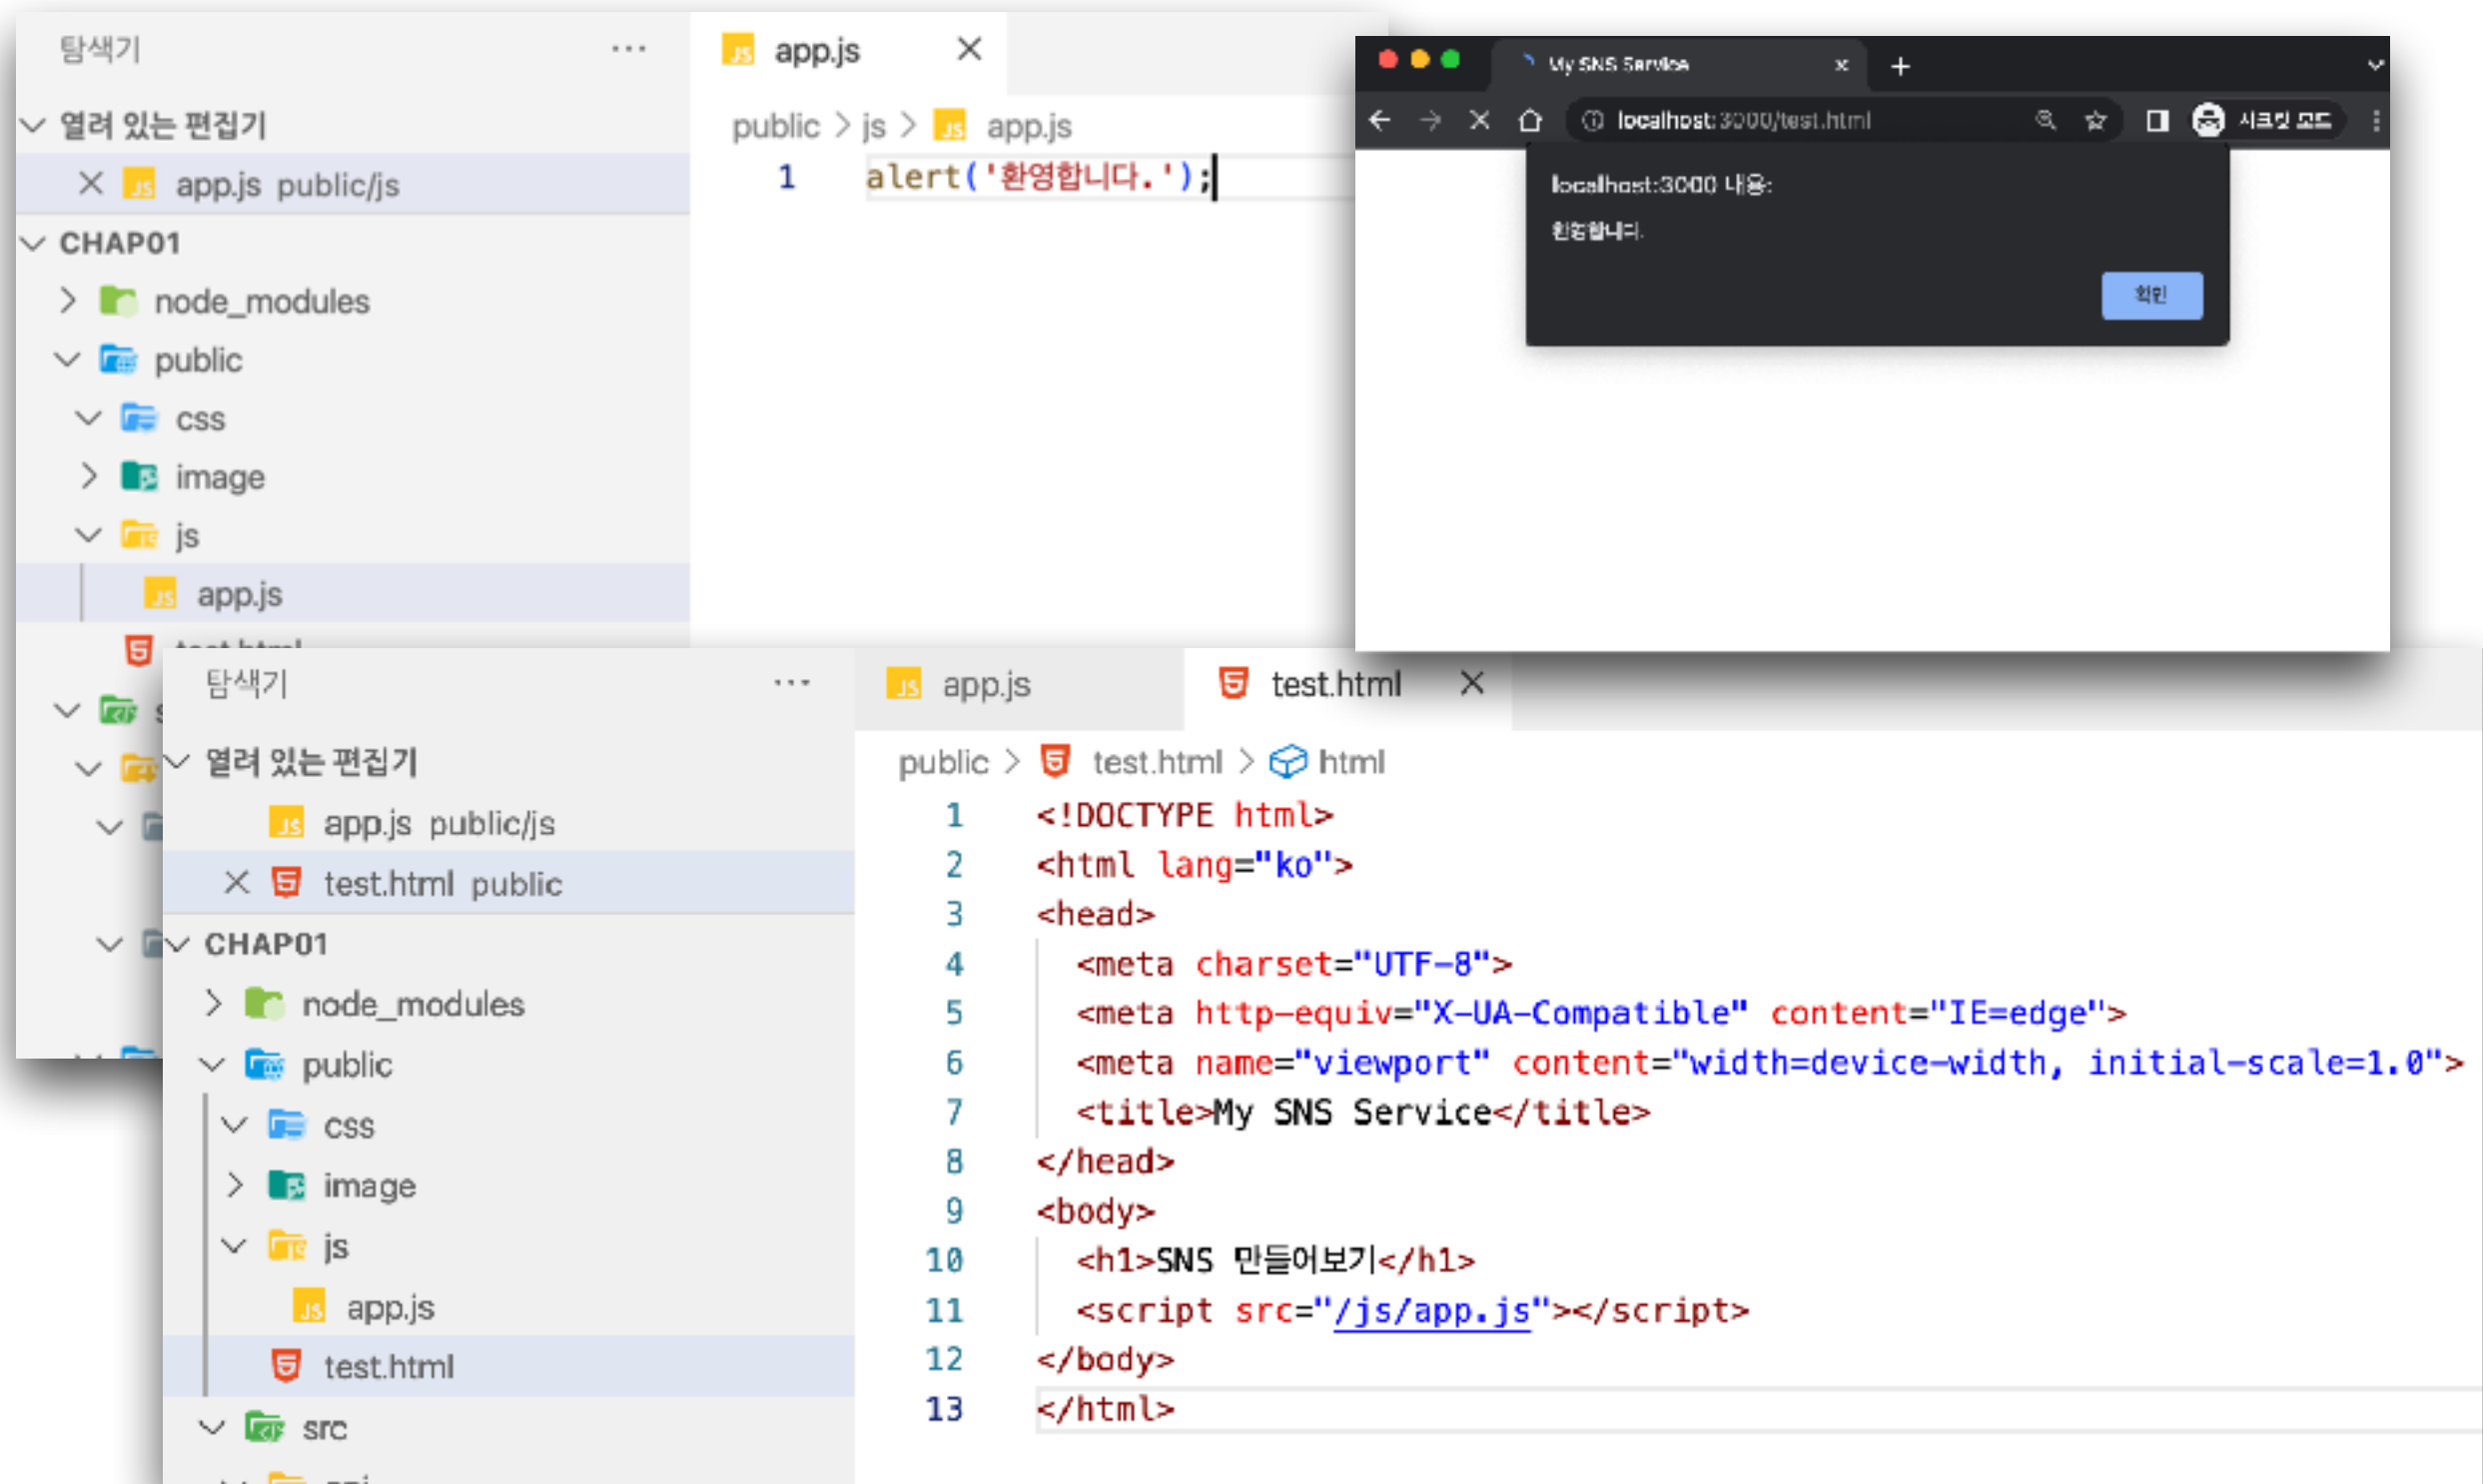 탐색기 ···
열려 있는 편집기
app.js public/js
CHAP01
node_modules
public
css
image
js
app.js
test.html
app.js
public > js > app.js
1 alert('환영합니다.');
My SNS Service
localhost:3000/test.html
시크릿 모드
localhost:3000 내용:
환영합니다.
확인
탐색기 ···
열려 있는 편집기
app.js public/js
test.html public
CHAP01
node_modules
public
css
image
js
app.js
test.html
src
app.js test.html
public > test.html > html
1 <!DOCTYPE html>
2 <html lang="ko">
3 <head>
4 <meta charset="UTF-8">
5 <meta http-equiv="X-UA-Compatible" content="IE=edge">
6 <meta name="viewport" content="width=device-width, initial-scale=1.0">
7 <title>My SNS Service</title>
8 </head>
9 <body>
10 <h1>SNS 만들어보기</h1>
11 <script src="/js/app.js"></script>
12 </body>
13 </html>